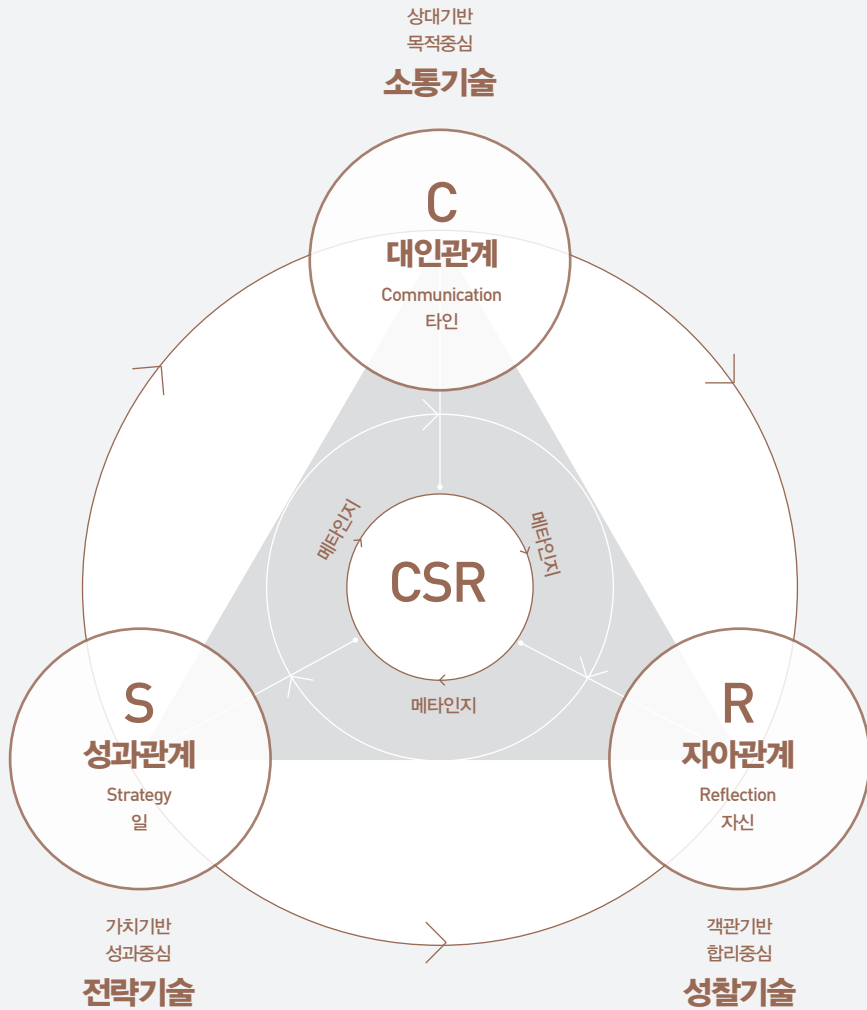 상대기반
목적중심
소통기술
C
대인관계
Communication
타인
메타인지
메타인지
CSR
메타인지
S
성과관계
Strategy
일
R
자아관계
Reflection
자신
가치기반
성과중심
전략기술
객관기반
합리중심
성찰기술